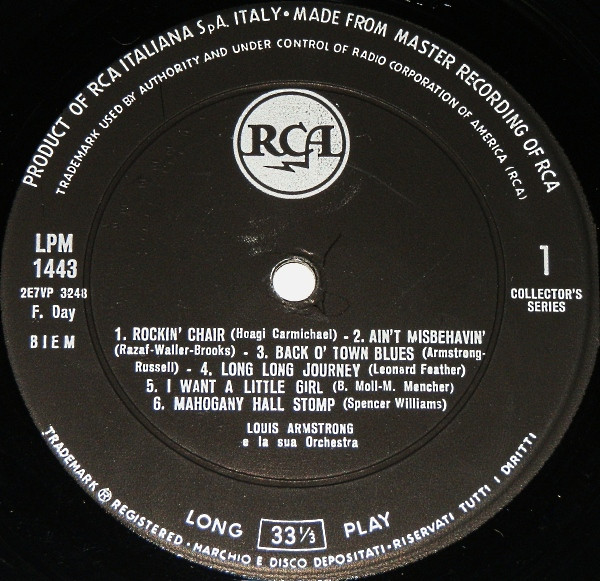 PRODUCT OF RCA ITALIANA SpA. ITALY • MADE FROM MASTER RECORDING OF RCA
TRADEMARK USED BY AUTHORITY AND UNDER CONTROL OF RADIO CORPORATION OF AMERICA (RCA)
RCA
LPM
1443
2E7VP 3248
F. Day
BIEM
1
COLLECTOR'S
SERIES
1. ROCKIN' CHAIR (Hoagi Carmichael) - 2. AIN'T MISBEHAVIN'
(Razaf-Waller-Brooks) - 3. BACK O' TOWN BLUES (Armstrong-
Russell) - 4. LONG LONG JOURNEY (Leonard Feather)
5. I WANT A LITTLE GIRL (B. Moll-M. Mencher)
6. MAHOGANY HALL STOMP (Spencer Williams)
LOUIS ARMSTRONG
e la sua Orchestra
LONG 33⅓ PLAY
TRADEMARK ® REGISTERED • MARCHIO E DISCO DEPOSITATI • RISERVATI TUTTI I DIRITTI